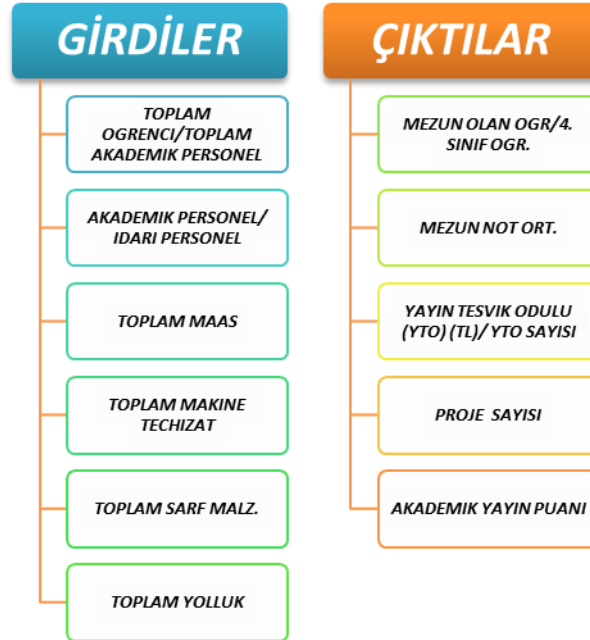 GİRDİLER
TOPLAM
OGRENCI/TOPLAM
AKADEMIK PERSONEL
AKADEMIK PERSONEL/
IDARI PERSONEL
TOPLAM MAAS
TOPLAM MAKINE
TECHIZAT
TOPLAM SARF MALZ.
TOPLAM YOLLUK
ÇIKTILAR
MEZUN OLAN OGR/4.
SINIF OGR.
MEZUN NOT ORT.
YAYIN TESVIK ODULU
(YTO) (TL)/ YTO SAYISI
PROJE SAYISI
AKADEMIK YAYIN PUANI